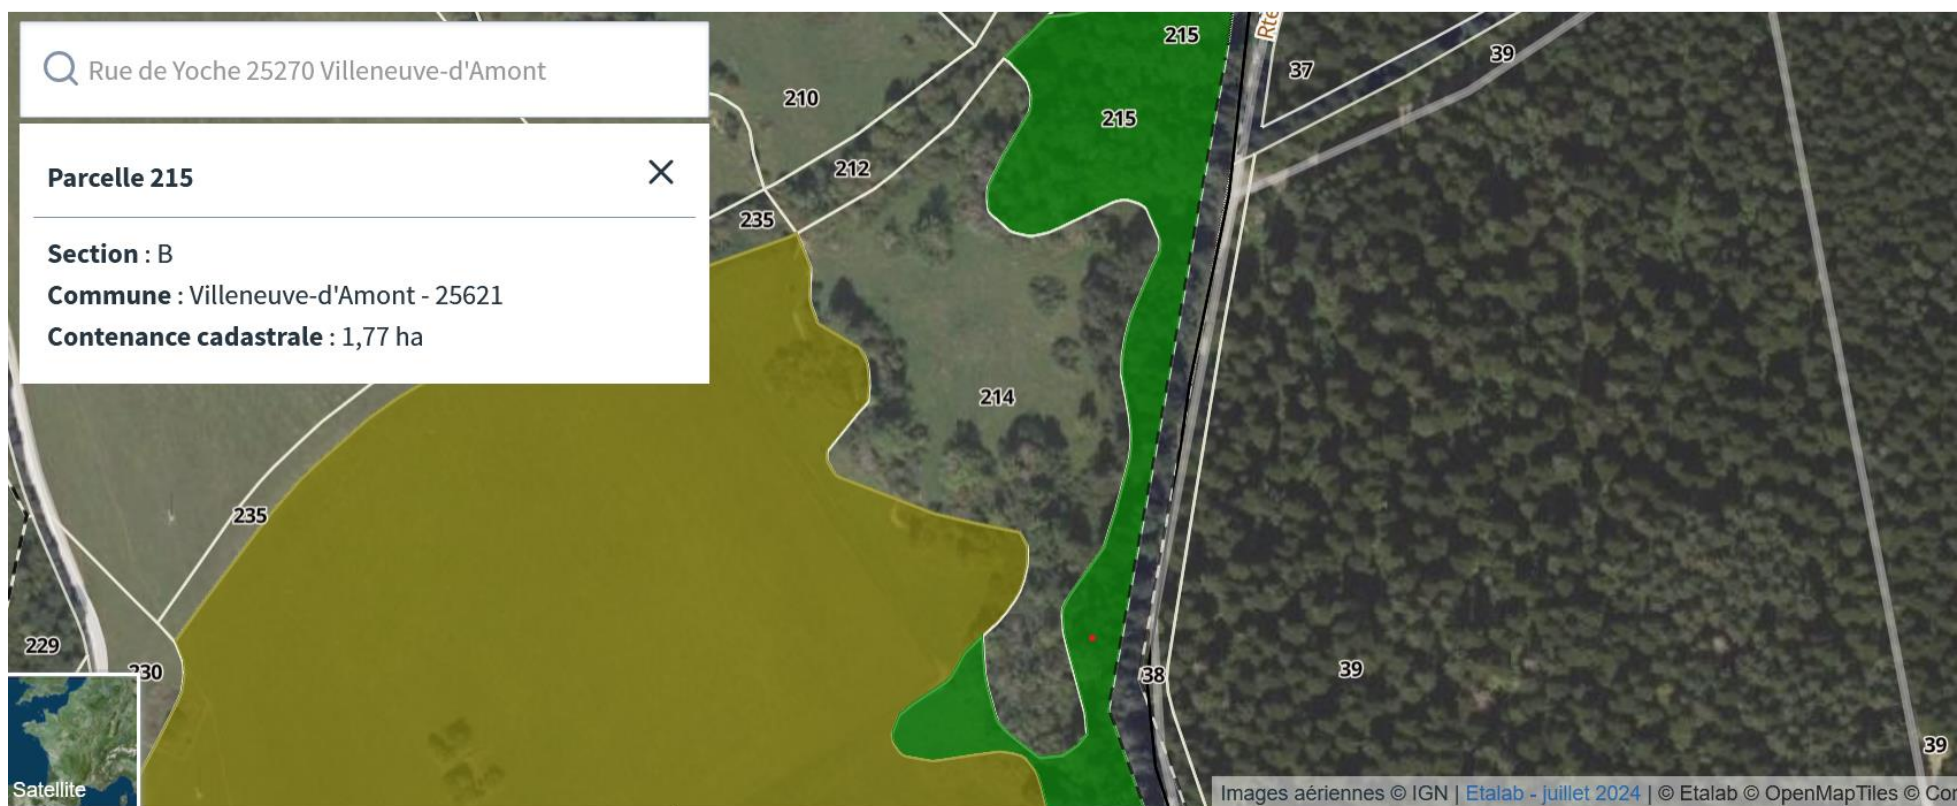 Rue de Yoche 25270 Villeneuve-d'Amont
Parcelle 215
Section : B
Commune : Villeneuve-d'Amont - 25621
Contenance cadastrale : 1,77 ha
215
Rte
37
39
210
215
212
235
214
235
229
230
38
39
39
Satellite
Images aériennes © IGN | Etalab - juillet 2024 | © Etalab © OpenMapTiles © Co